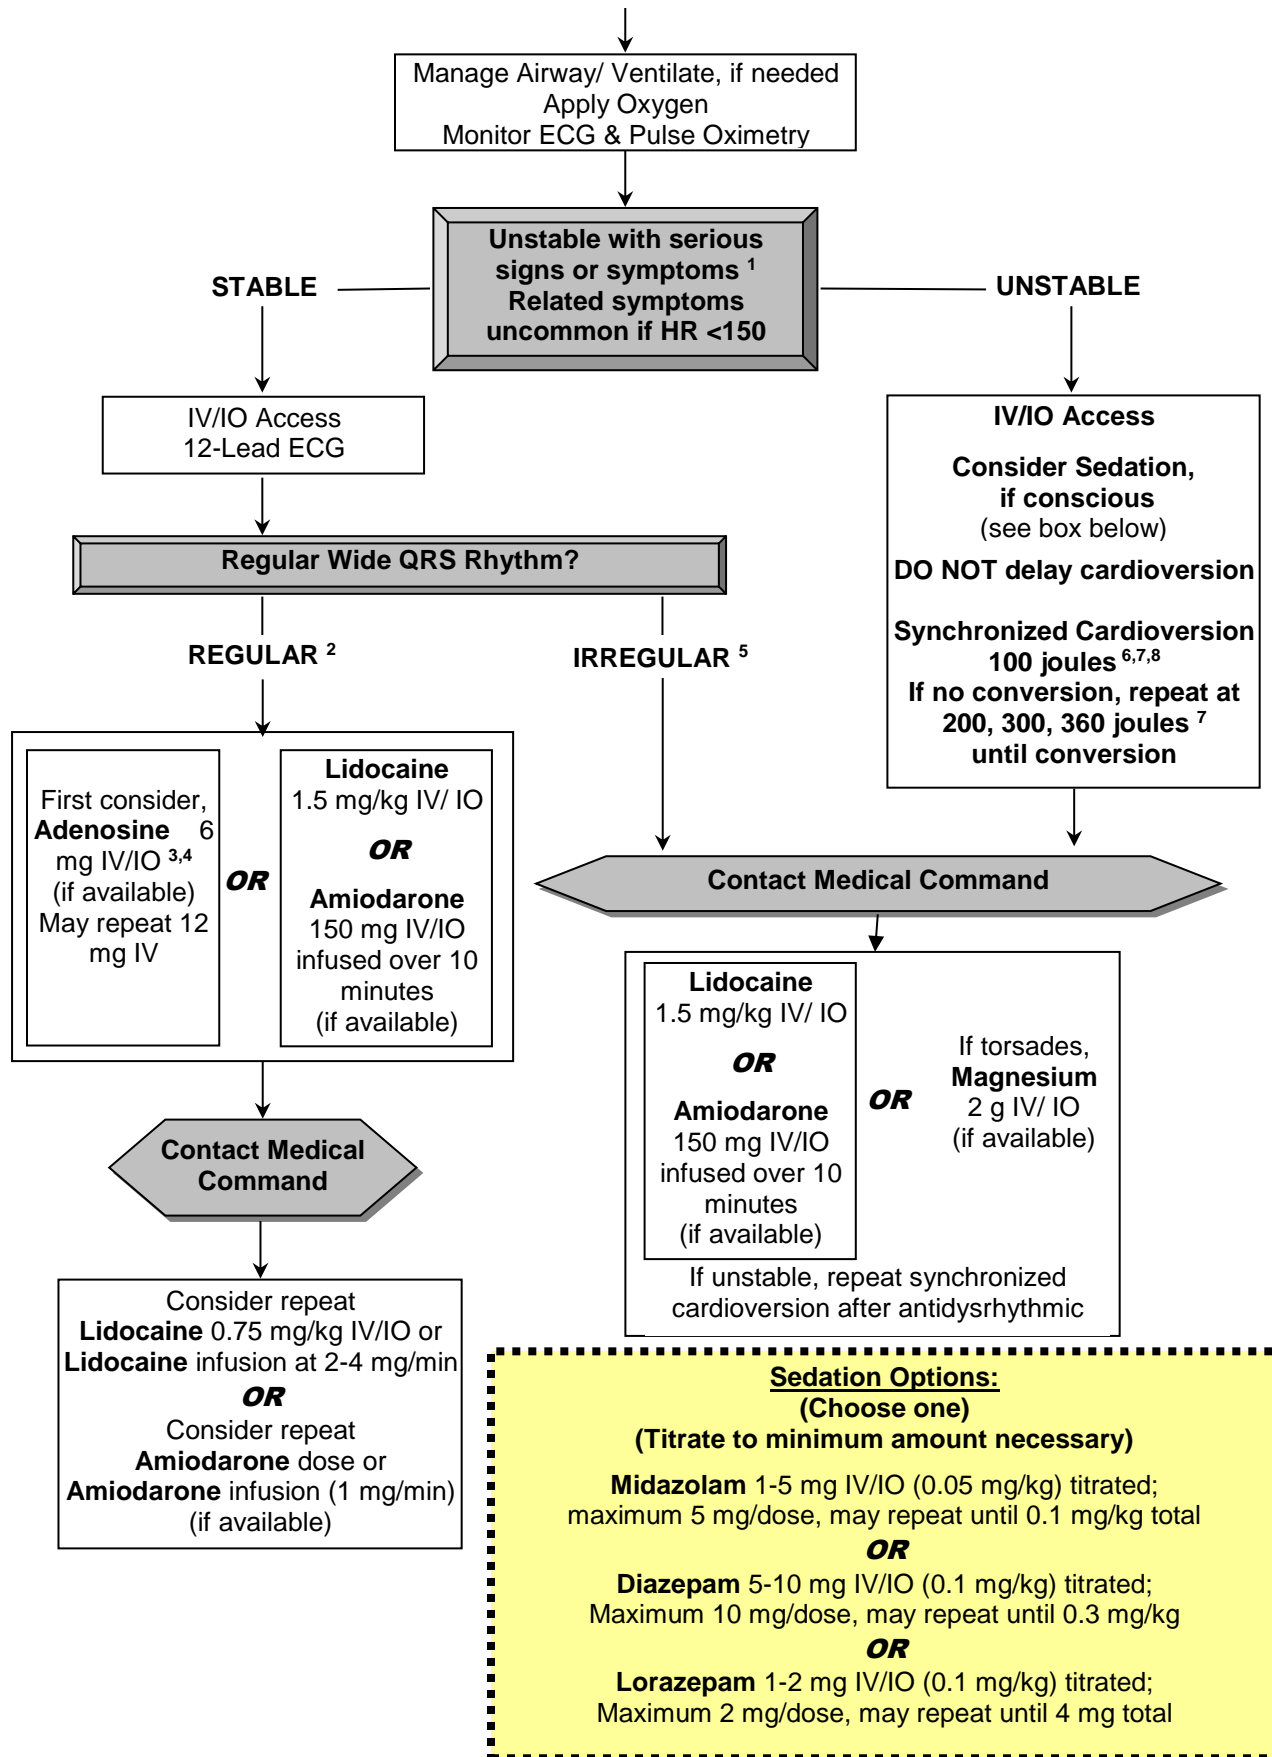 Manage Airway/ Ventilate, if needed
Apply Oxygen
Monitor ECG & Pulse Oximetry
Unstable with serious
signs or symptoms 1
Related symptoms
uncommon if HR <150
STABLE
UNSTABLE
IV/IO Access
12-Lead ECG
IV/IO Access
Consider Sedation,
if conscious
(see box below)
DO NOT delay cardioversion
Synchronized Cardioversion
100 joules 6,7,8
If no conversion, repeat at
200, 300, 360 joules 7
until conversion
Regular Wide QRS Rhythm?
REGULAR 2
IRREGULAR 5
First consider,
Adenosine 6
mg IV/IO 3,4
(if available)
May repeat 12
mg IV
OR
Lidocaine
1.5 mg/kg IV/ IO
OR
Amiodarone
150 mg IV/IO
infused over 10
minutes
(if available)
Contact Medical Command
Lidocaine
1.5 mg/kg IV/ IO
OR
Amiodarone
150 mg IV/IO
infused over 10
minutes
(if available)
OR
If torsades,
Magnesium
2 g IV/ IO
(if available)
If unstable, repeat synchronized
cardioversion after antidysrhythmic
Contact Medical
Command
Consider repeat
Lidocaine 0.75 mg/kg IV/IO or
Lidocaine infusion at 2-4 mg/min
OR
Consider repeat
Amiodarone dose or
Amiodarone infusion (1 mg/min)
(if available)
Sedation Options:
(Choose one)
(Titrate to minimum amount necessary)
Midazolam 1-5 mg IV/IO (0.05 mg/kg) titrated;
maximum 5 mg/dose, may repeat until 0.1 mg/kg total
OR
Diazepam 5-10 mg IV/IO (0.1 mg/kg) titrated;
Maximum 10 mg/dose, may repeat until 0.3 mg/kg
OR
Lorazepam 1-2 mg IV/IO (0.1 mg/kg) titrated;
Maximum 2 mg/dose, may repeat until 4 mg total